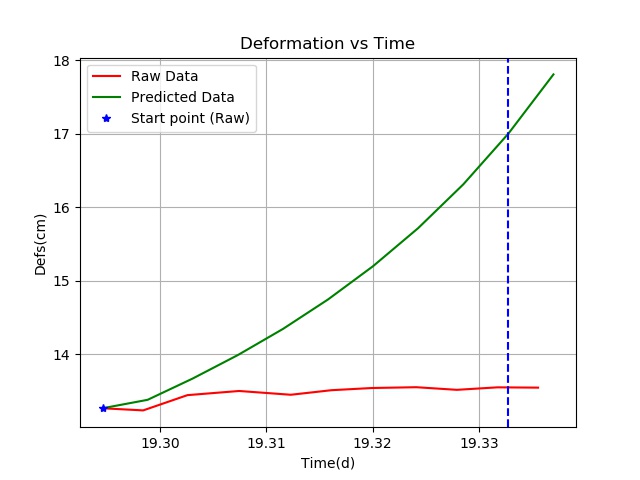 Deformation vs Time
Raw Data
Predicted Data
Start point (Raw)
18
17
16
15
14
Defs(cm)
19.30 19.31 19.32 19.33
Time(d)